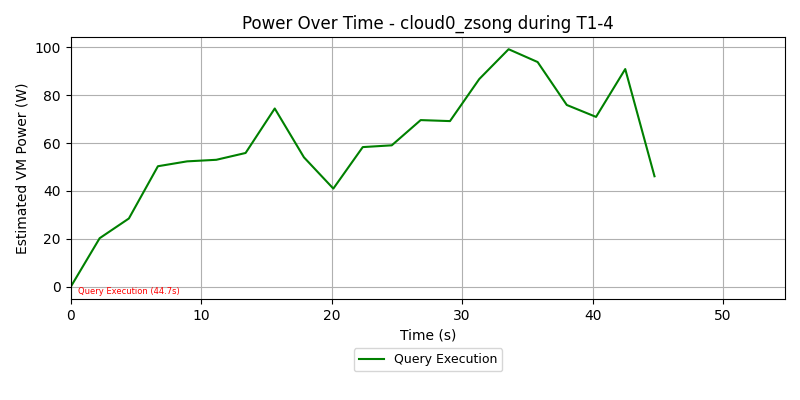 Power Over Time - cloud0_zsong during T1-4
Estimated VM Power (W)
100
80
60
40
20
0
Query Execution (44.7s)
0 10 20 30 40 50
Time (s)
Query Execution